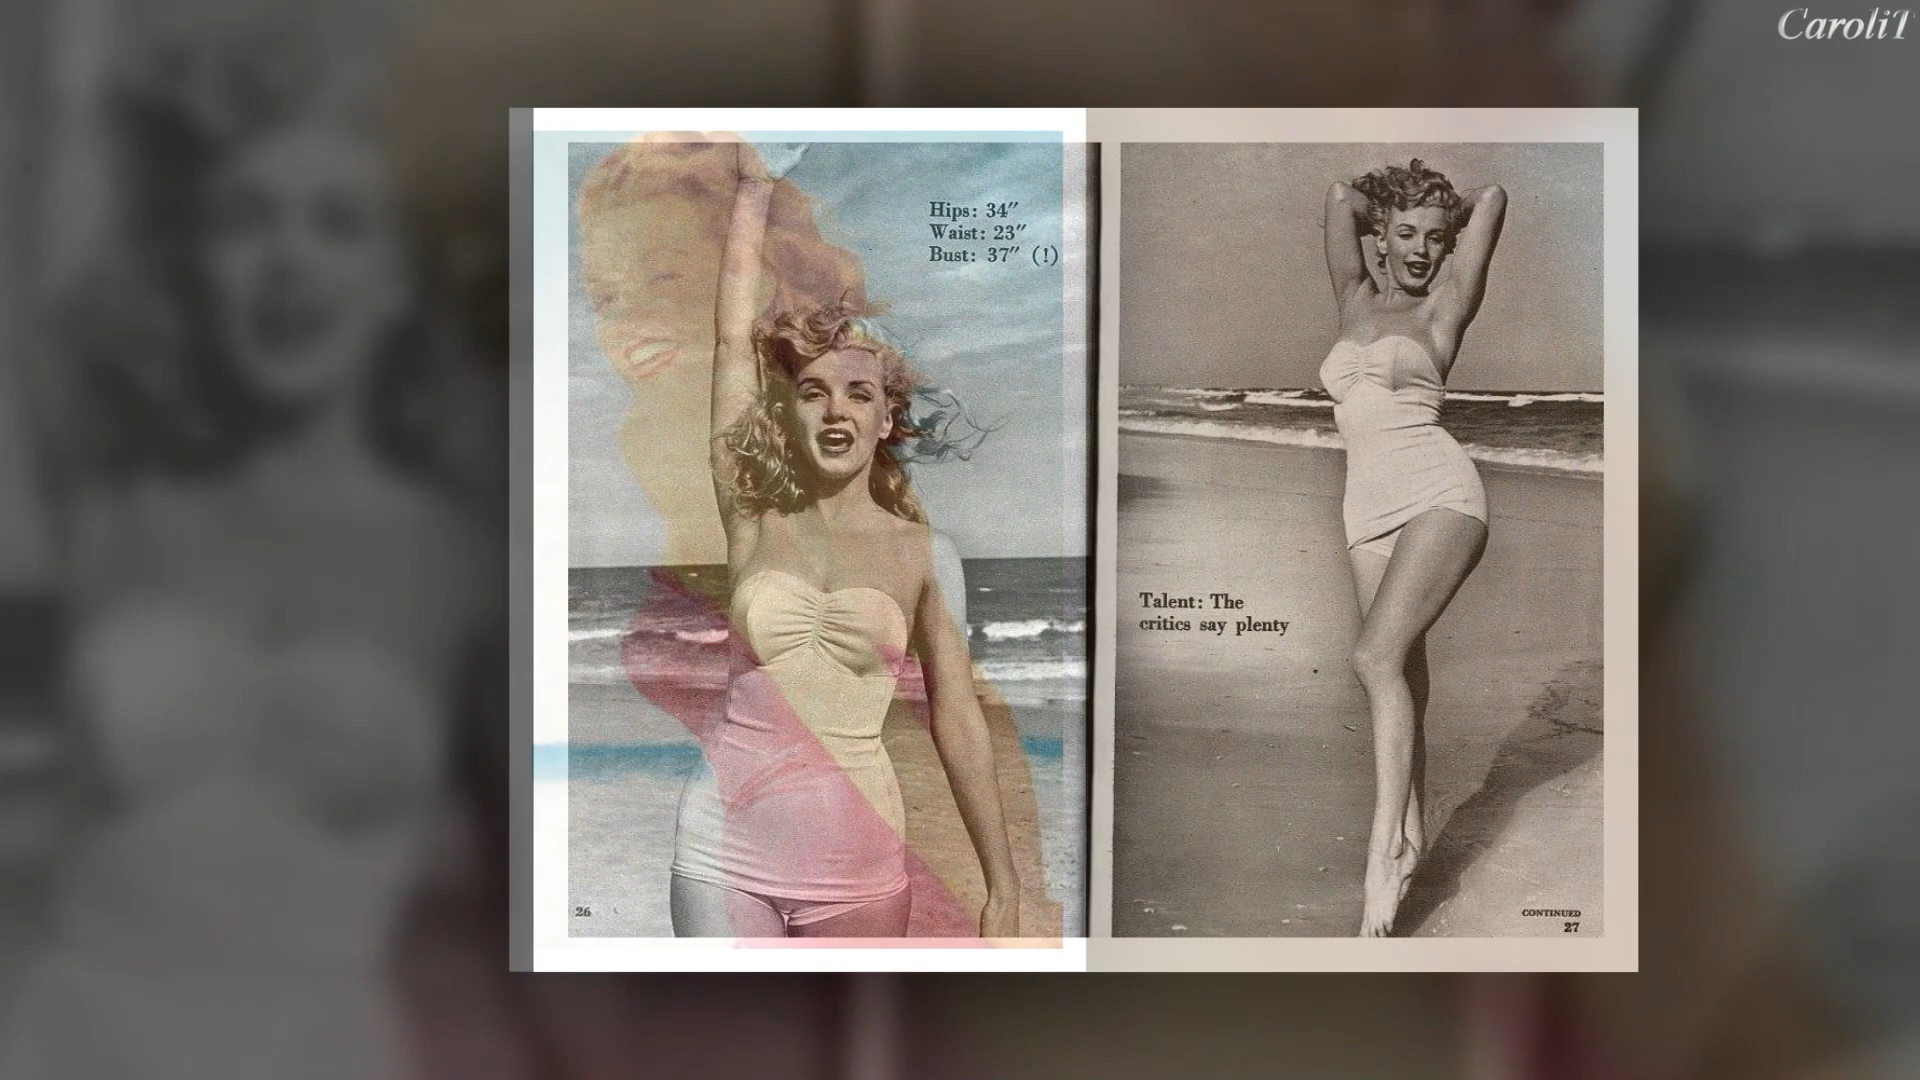 CaroliT
Hips: 34″
Waist: 23″
Bust: 37″ (!)
Talent: The
critics say plenty
26
CONTINUED
27